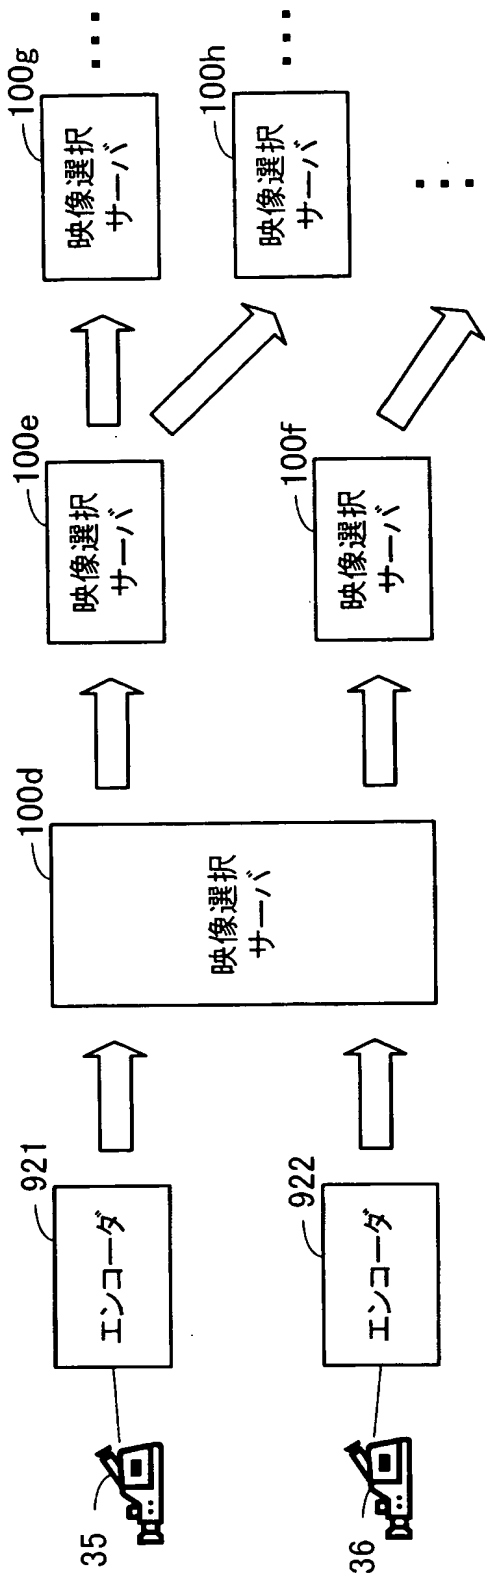 35
36
921
エンコーダ
922
エンコーダ
100d
映像選択
サーバ
100e
映像選択
サーバ
100f
映像選択
サーバ
100g
映像選択
サーバ
100h
映像選択
サーバ